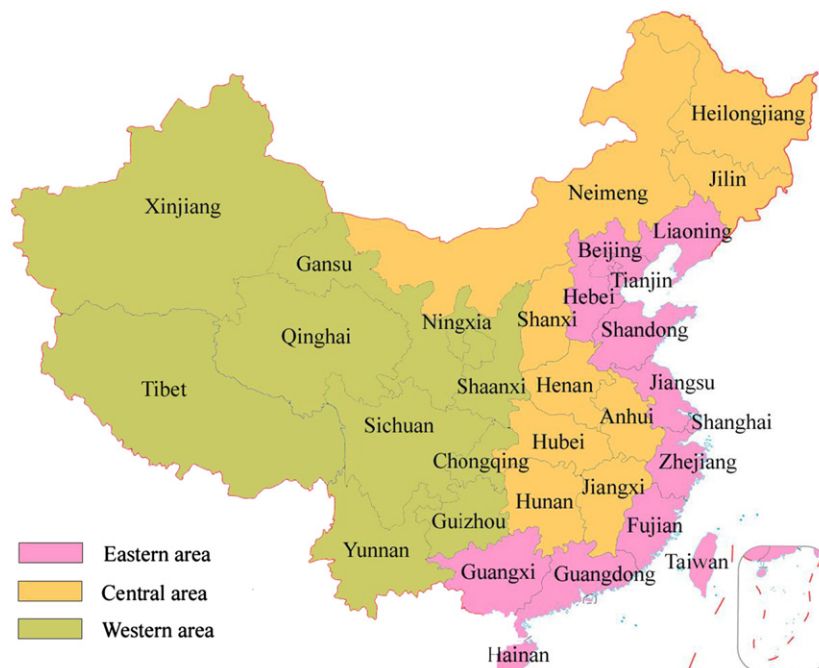 Heilongjiang
Jilin
Neimeng
Xinjiang
Liaoning
Beijing
Gansu
Tianjin
Hebei
Ningxia
Shanxi
Shandong
Qinghai
Tibet
Shaanxi
Henan
Jiangsu
Anhui
Shanghai
Sichuan
Hubei
Chongqing
Zhejiang
Jiangxi
Hunan
Guizhou
Fujian
Yunnan
Taiwan
Guangxi
Guangdong
Hainan
Eastern area
Central area
Western area